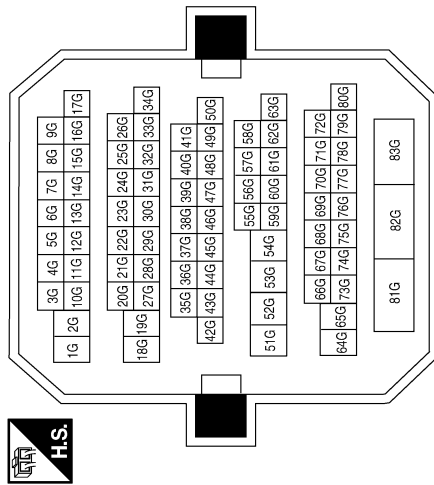 H.S.
3G 4G 5G 6G 7G 8G 9G
1G 2G 10G 11G 12G 13G 14G 15G 16G 17G
20G 21G 22G 23G 24G 25G 26G
18G 19G 27G 28G 29G 30G 31G 32G 33G 34G
35G 36G 37G 38G 39G 40G 41G
42G 43G 44G 45G 46G 47G 48G 49G 50G
55G 56G 57G 58G
51G 52G 53G 54G 59G 60G 61G 62G 63G
66G 67G 68G 69G 70G 71G 72G
64G 65G 73G 74G 75G 76G 77G 78G 79G 80G
81G 82G 83G